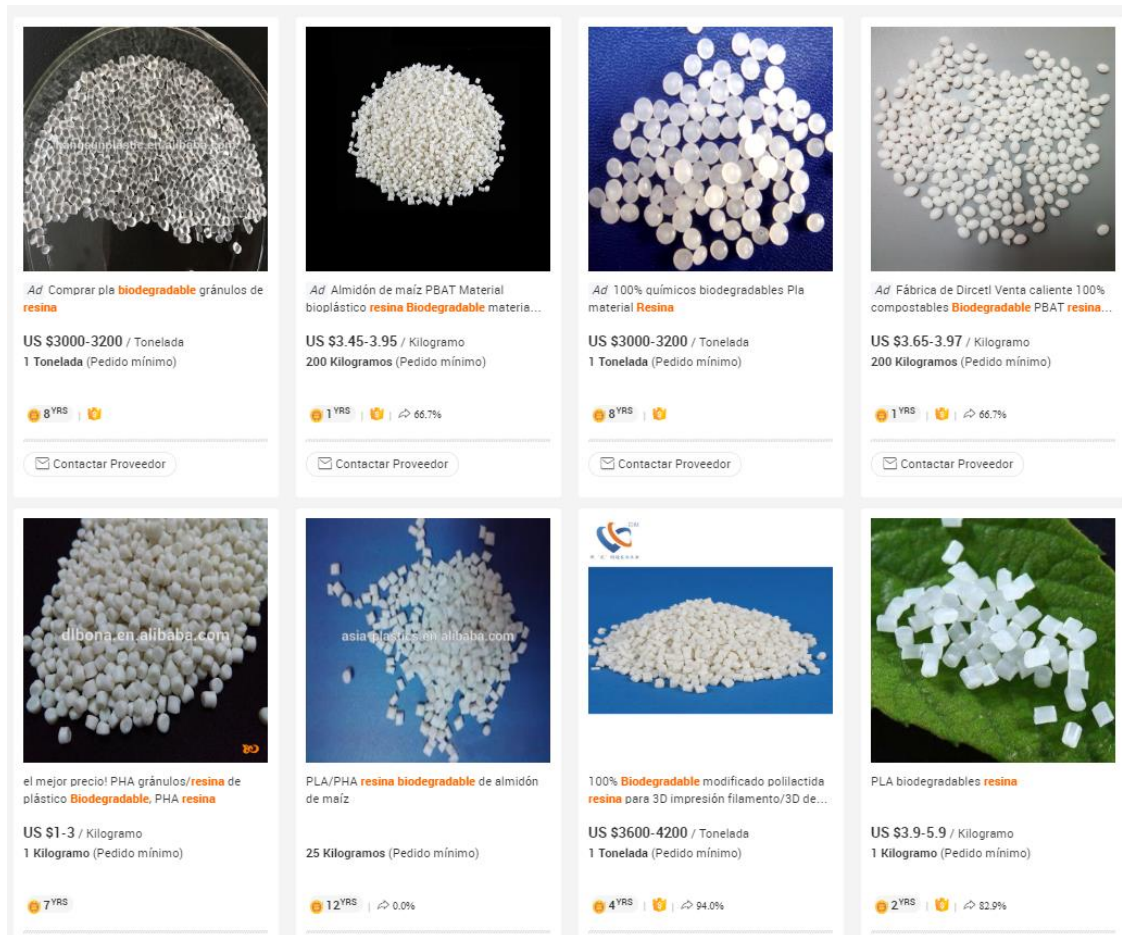 hangounplastic.en.alibaba.com
Ad Comprar pla biodegradable gránulos de
resina
US $3000-3200 / Tonelada
1 Tonelada (Pedido mínimo)
8 YRS
Contactar Proveedor
Ad Almidón de maíz PBAT Material
bioplástico resina Biodegradable materia...
US $3.45-3.95 / Kilogramo
200 Kilogramos (Pedido mínimo)
1 YRS 66.7%
Contactar Proveedor
Ad 100% químicos biodegradables Pla
material Resina
US $3000-3200 / Tonelada
1 Tonelada (Pedido mínimo)
8 YRS
Contactar Proveedor
Ad Fábrica de Dircetl Venta caliente 100%
compostables Biodegradable PBAT resina...
US $3.65-3.97 / Kilogramo
200 Kilogramos (Pedido mínimo)
1 YRS 66.7%
Contactar Proveedor
dlbona.en.alibaba.com
el mejor precio! PHA gránulos/resina de
plástico Biodegradable, PHA resina
US $1-3 / Kilogramo
1 Kilogramo (Pedido mínimo)
7 YRS
asia-plastics.en.alibaba.com
PLA/PHA resina biodegradable de almidón
de maíz
25 Kilogramos (Pedido mínimo)
12 YRS 0.0%
100% Biodegradable modificado polilactida
resina para 3D impresión filamento/3D de...
US $3600-4200 / Tonelada
1 Tonelada (Pedido mínimo)
4 YRS 94.0%
PLA biodegradables resina
US $3.9-5.9 / Kilogramo
1 Kilogramo (Pedido mínimo)
2 YRS 82.9%